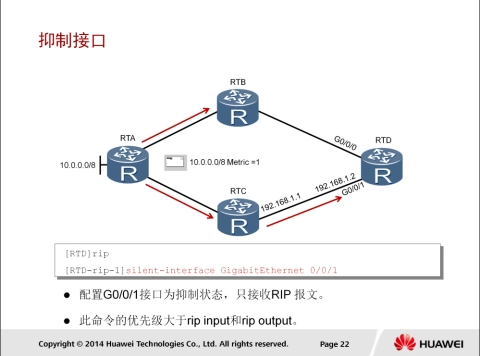 抑制接口
RTB
RTA
G0/0/0
RTD
10.0.0.0/8
10.0.0.0/8 Metric =1
R
R
R
R
RTC
192.168.1.1
192.168.1.2
G0/0/1
[RTD]rip
[RTD-rip-1]silent-interface GigabitEthernet 0/0/1
● 配置G0/0/1接口为抑制状态，只接收RIP 报文。
● 此命令的优先级大于rip input和rip output。
Copyright © 2014 Huawei Technologies Co., Ltd. All rights reserved.
Page 22
HUAWEI